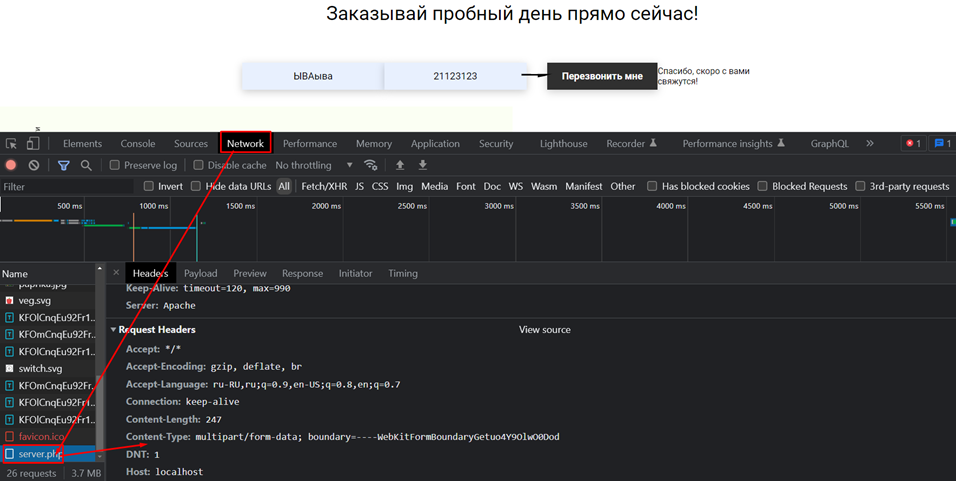 Заказывай пробный день прямо сейчас!
ЫВАыва 21123123 Перезвонить мне Спасибо, скоро с вами
свяжутся!
Elements Console Sources Network Performance Memory Application Security Lighthouse Recorder Performance insights GraphQL » 1 1
Preserve log Disable cache No throttling
Filter Invert Hide data URLs All Fetch/XHR JS CSS Img Media Font Doc WS Wasm Manifest Other Has blocked cookies Blocked Requests 3rd-party requests
500 ms 1000 ms 1500 ms 2000 ms 2500 ms 3000 ms 3500 ms 4000 ms 4500 ms 5000 ms 5500 ms
Name × Headers Payload Preview Response Initiator Timing
paprika.jpg Keep-Alive: timeout=120, max=990
veg.svg Server: Apache
KFOlCnqEu92Fr1... Request Headers View source
KFOmCnqEu92Fr... Accept: */*
KFOlCnqEu92Fr1... Accept-Encoding: gzip, deflate, br
switch.svg Accept-Language: ru-RU,ru;q=0.9,en-US;q=0.8,en;q=0.7
KFOmCnqEu92Fr... Connection: keep-alive
KFOlCnqEu92Fr1... Content-Length: 247
KFOlCnqEu92Fr1...
favicon.ico Content-Type: multipart/form-data; boundary=----WebKitFormBoundaryGetuo4Y9OlwO0Dod
server.php DNT: 1
26 requests 3.7 MB Host: localhost